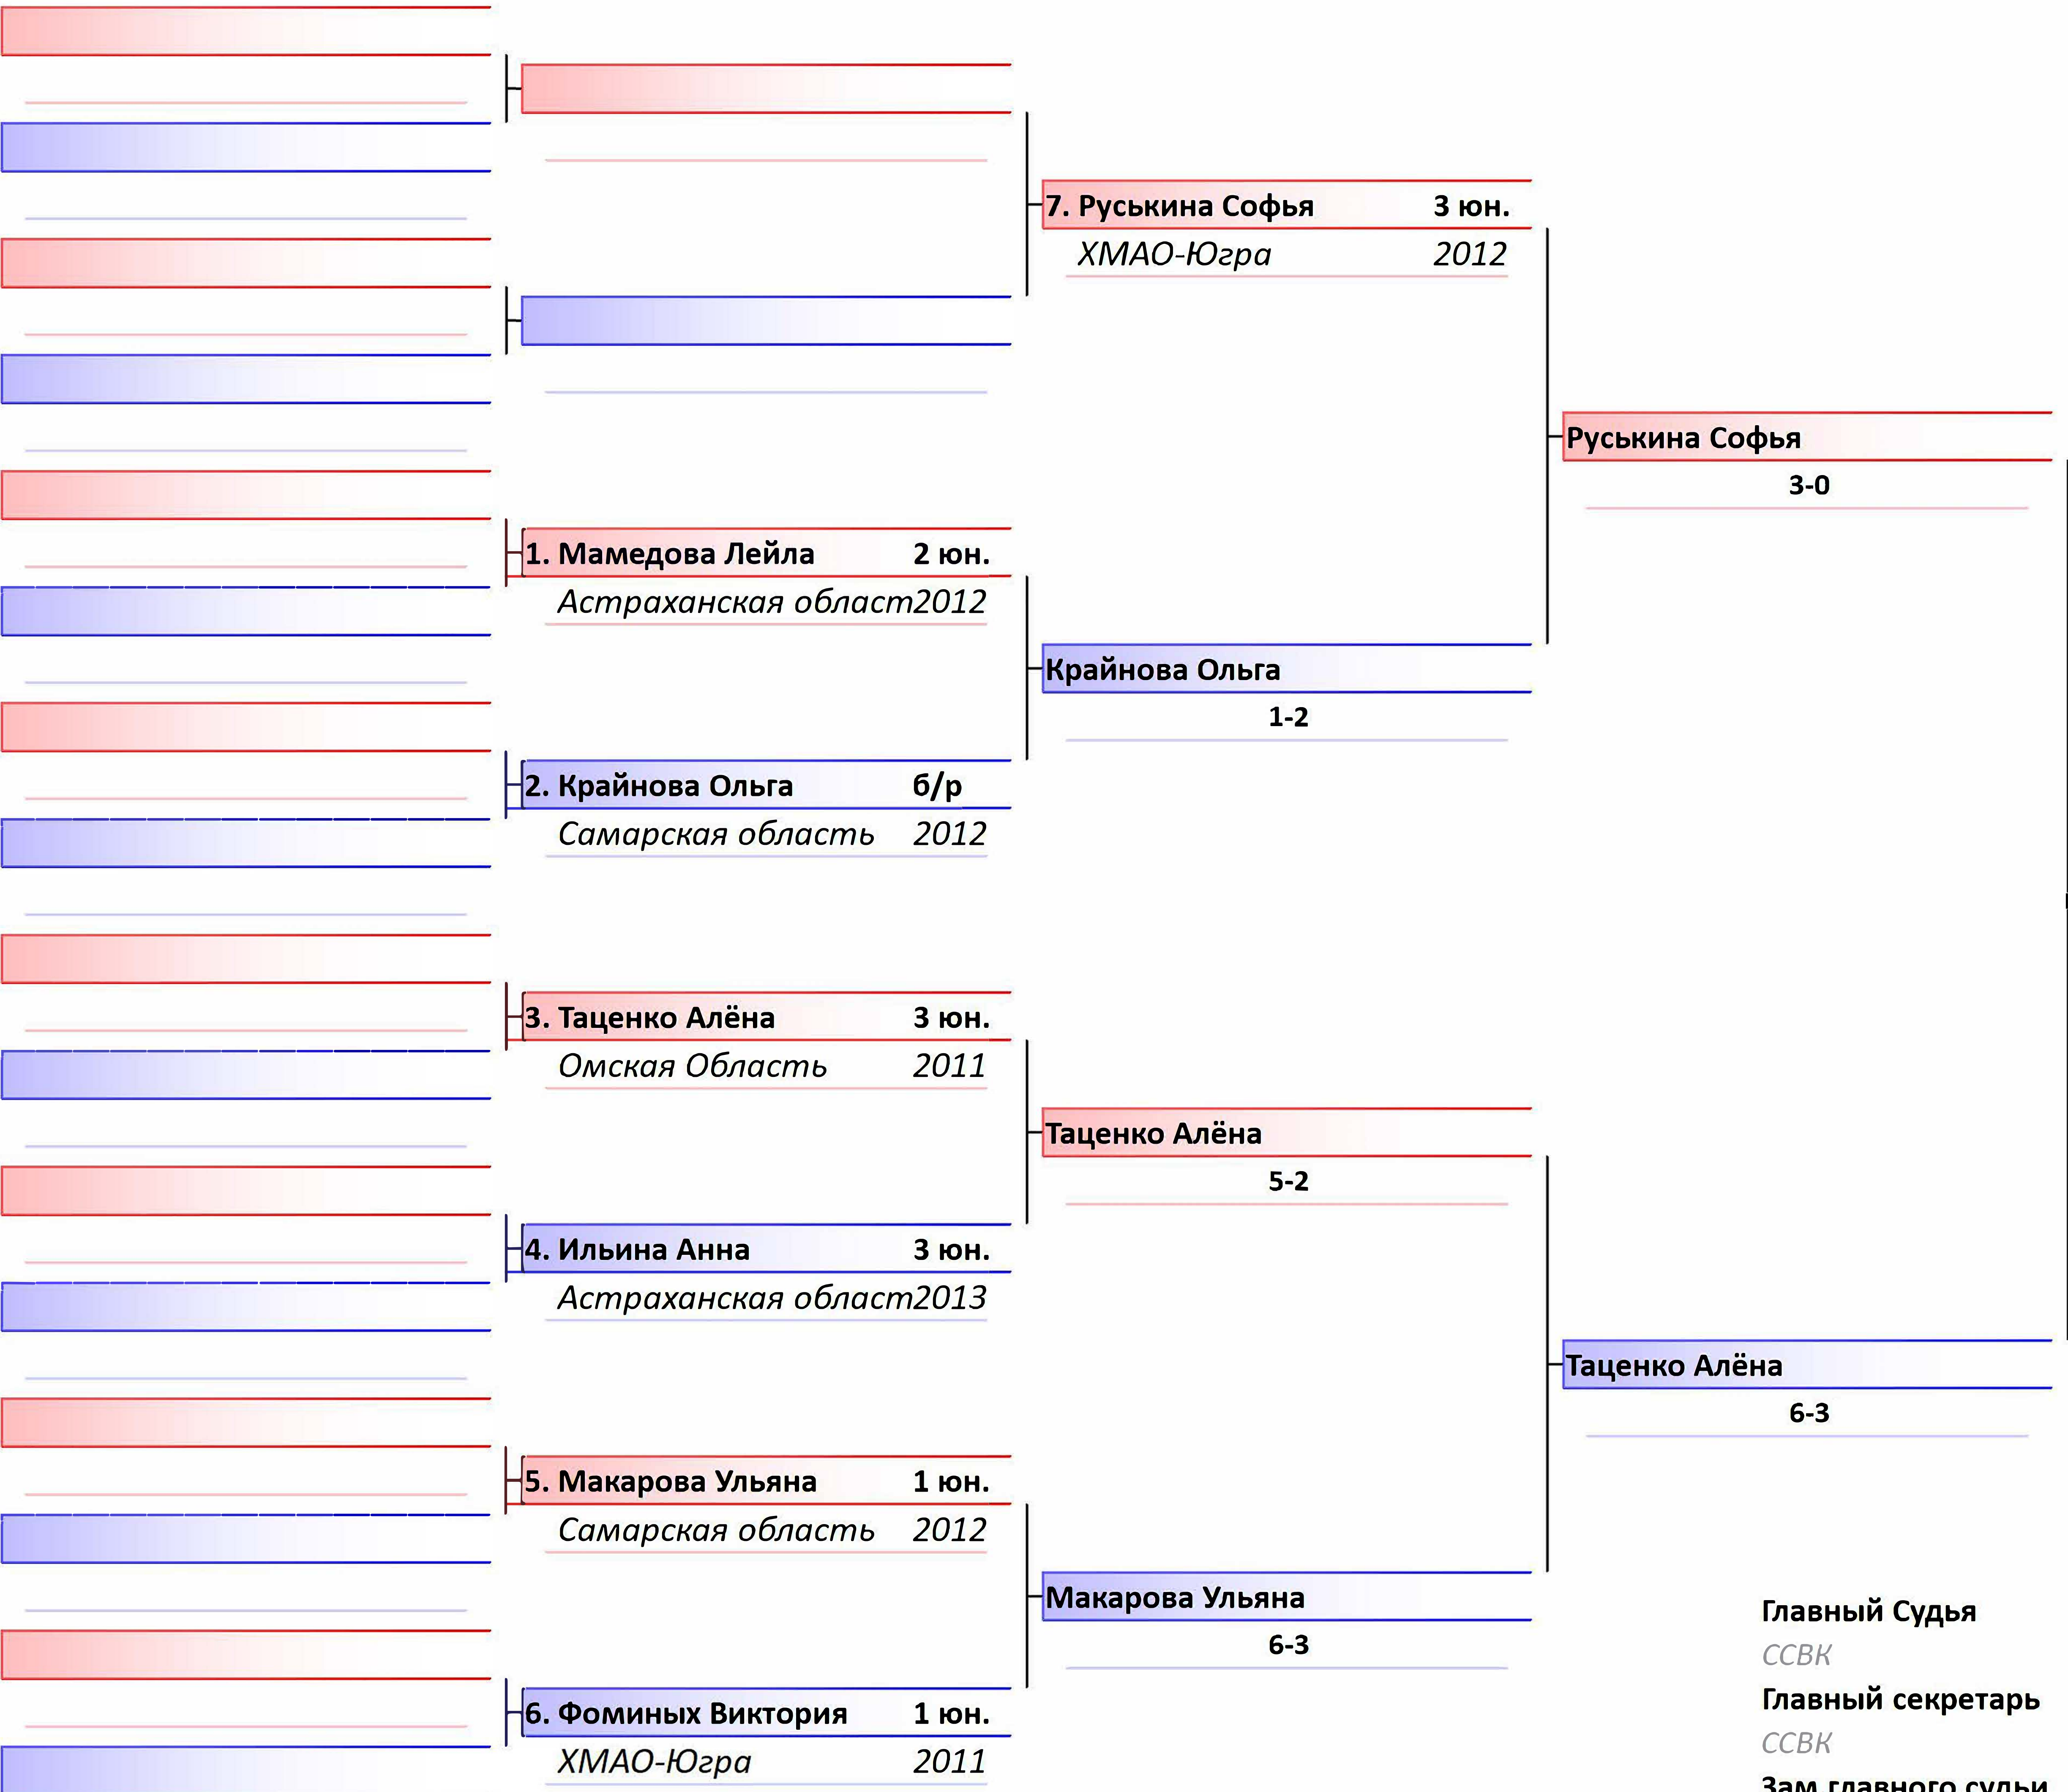 7. Руськина Софья 3 юн.
ХМАО-Югра 2012
Руськина Софья
3-0
1. Мамедова Лейла 2 юн.
Астраханская област2012
Крайнова Ольга
1-2
2. Крайнова Ольга б/р
Самарская область 2012
3. Таценко Алёна 3 юн.
Омская Область 2011
Таценко Алёна
5-2
4. Ильина Анна 3 юн.
Астраханская област2013
Таценко Алёна
6-3
5. Макарова Ульяна 1 юн.
Самарская область 2012
Макарова Ульяна
6-3
6. Фоминых Виктория 1 юн.
ХМАО-Югра 2011
Главный Судья
ССВК
Главный секретарь
ССВК
Зам главного судьи